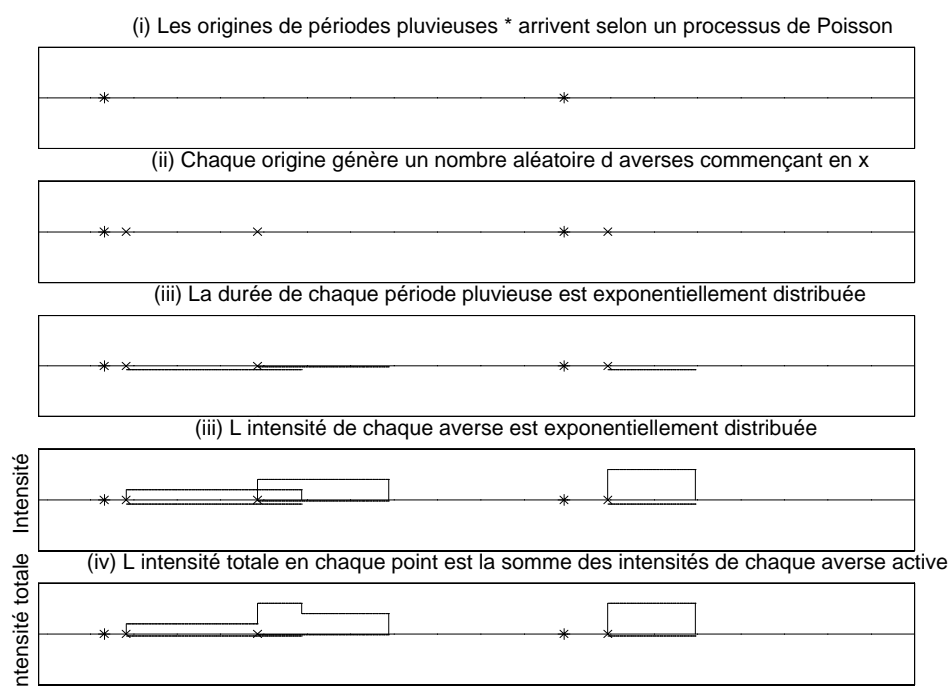 (i) Les origines de périodes pluvieuses * arrivent selon un processus de Poisson
(ii) Chaque origine génère un nombre aléatoire d averses commençant en x
(iii) La durée de chaque période pluvieuse est exponentiellement distribuée
(iii) L intensité de chaque averse est exponentiellement distribuée
Intensité
(iv) L intensité totale en chaque point est la somme des intensités de chaque averse active
ntensité totale